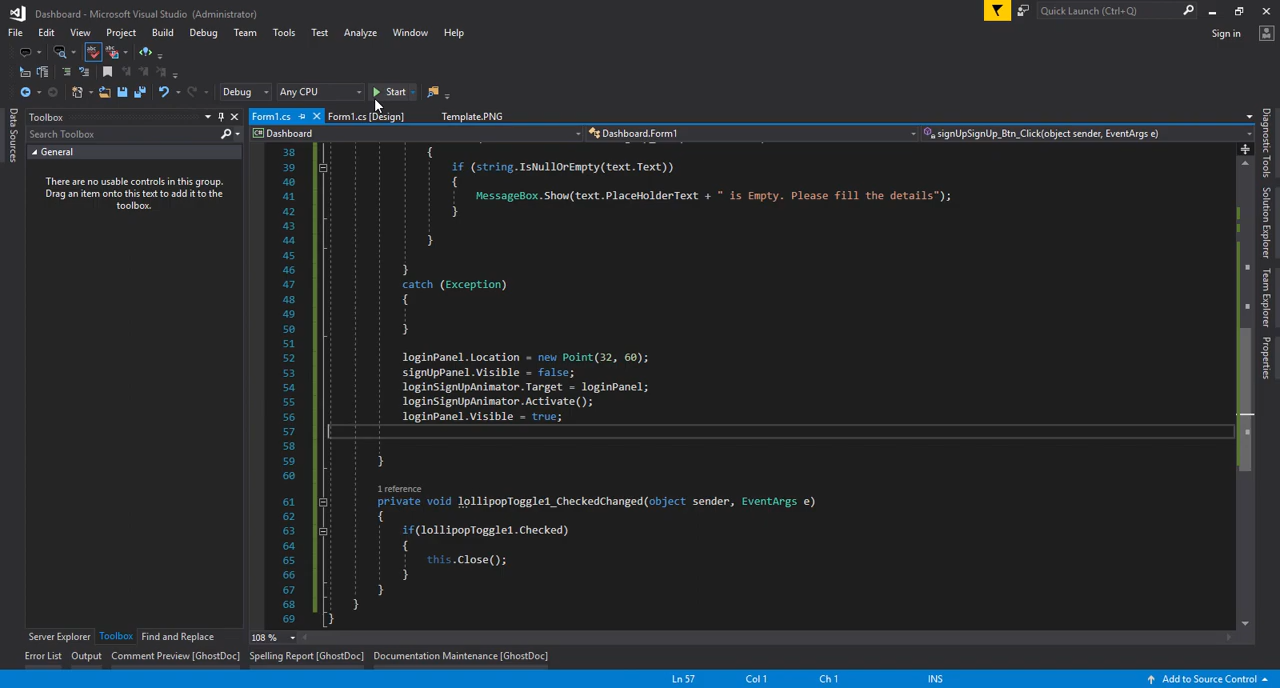 Dashboard - Microsoft Visual Studio (Administrator)
Quick Launch (Ctrl+Q)
File Edit View Project Build Debug Team Tools Test Analyze Window Help
Sign in
Debug Any CPU Start
Toolbox
Form1.cs
Form1.cs [Design]
Template.PNG
Search Toolbox
Dashboard
Dashboard.Form1
signUpSignUp_Btn_Click(object sender, EventArgs e)
General
There are no usable controls in this group.
Drag an item onto this text to add it to the
toolbox.
Data Sources
38 {
39 if (string.IsNullOrEmpty(text.Text))
40 {
41 MessageBox.Show(text.PlaceHolderText + " is Empty. Please fill the details");
42 }
43
44 }
45
46 }
47 catch (Exception)
48 {
49
50 }
51
52 loginPanel.Location = new Point(32, 60);
53 signUpPanel.Visible = false;
54 loginSignUpAnimator.Target = loginPanel;
55 loginSignUpAnimator.Activate();
56 loginPanel.Visible = true;
57
58
59 }
60
1 reference
61 private void lollipopToggle1_CheckedChanged(object sender, EventArgs e)
62 {
63 if(lollipopToggle1.Checked)
64 {
65 this.Close();
66 }
67 }
68 }
69 }
Diagnostic Tools
Solution Explorer
Team Explorer
Properties
Server Explorer Toolbox Find and Replace
108 %
Error List Output Comment Preview [GhostDoc] Spelling Report [GhostDoc] Documentation Maintenance [GhostDoc]
Ln 57 Col 1 Ch 1 INS Add to Source Control